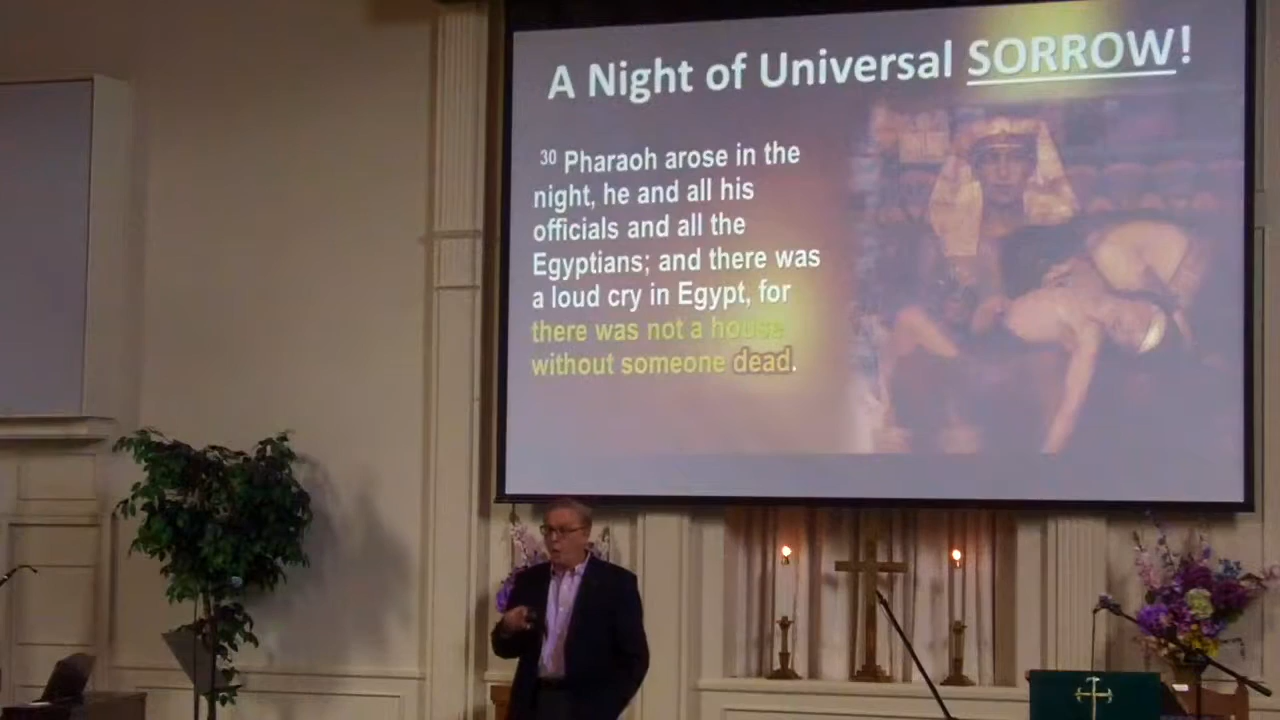 A Night of Universal SORROW!
30 Pharaoh arose in the
night, he and all his
officials and all the
Egyptians; and there was
a loud cry in Egypt, for
there was not a house
without someone dead.